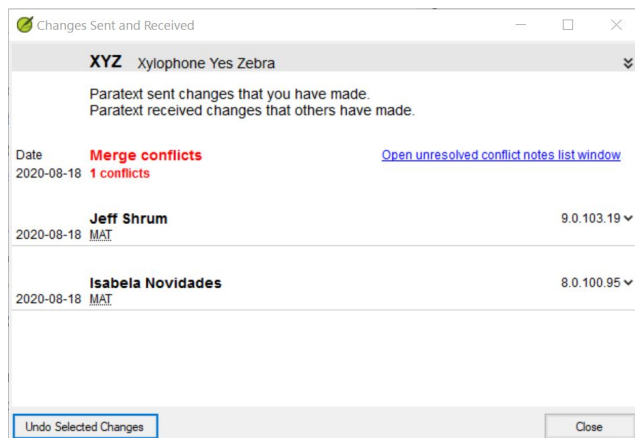 Changes Sent and Received
XYZ Xylophone Yes Zebra
Paratext sent changes that you have made.
Paratext received changes that others have made.
Date Merge conflicts Open unresolved conflict notes list window
2020-08-18 1 conflicts
Jeff Shrum 9.0.103.19
2020-08-18 MAT
Isabela Novidades 8.0.100.95
2020-08-18 MAT
Undo Selected Changes Close